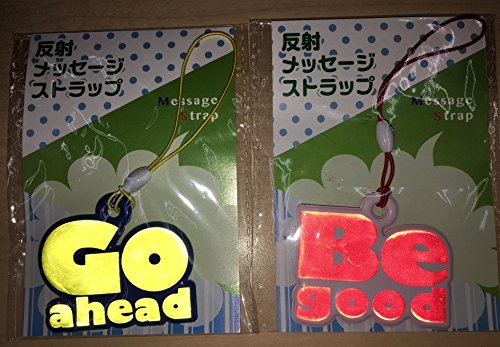 反射
メッセージ
ストラップ
Message
Strap
Go
ahead
反射
メッセージ
ストラップ
Message
Strap
Be
good